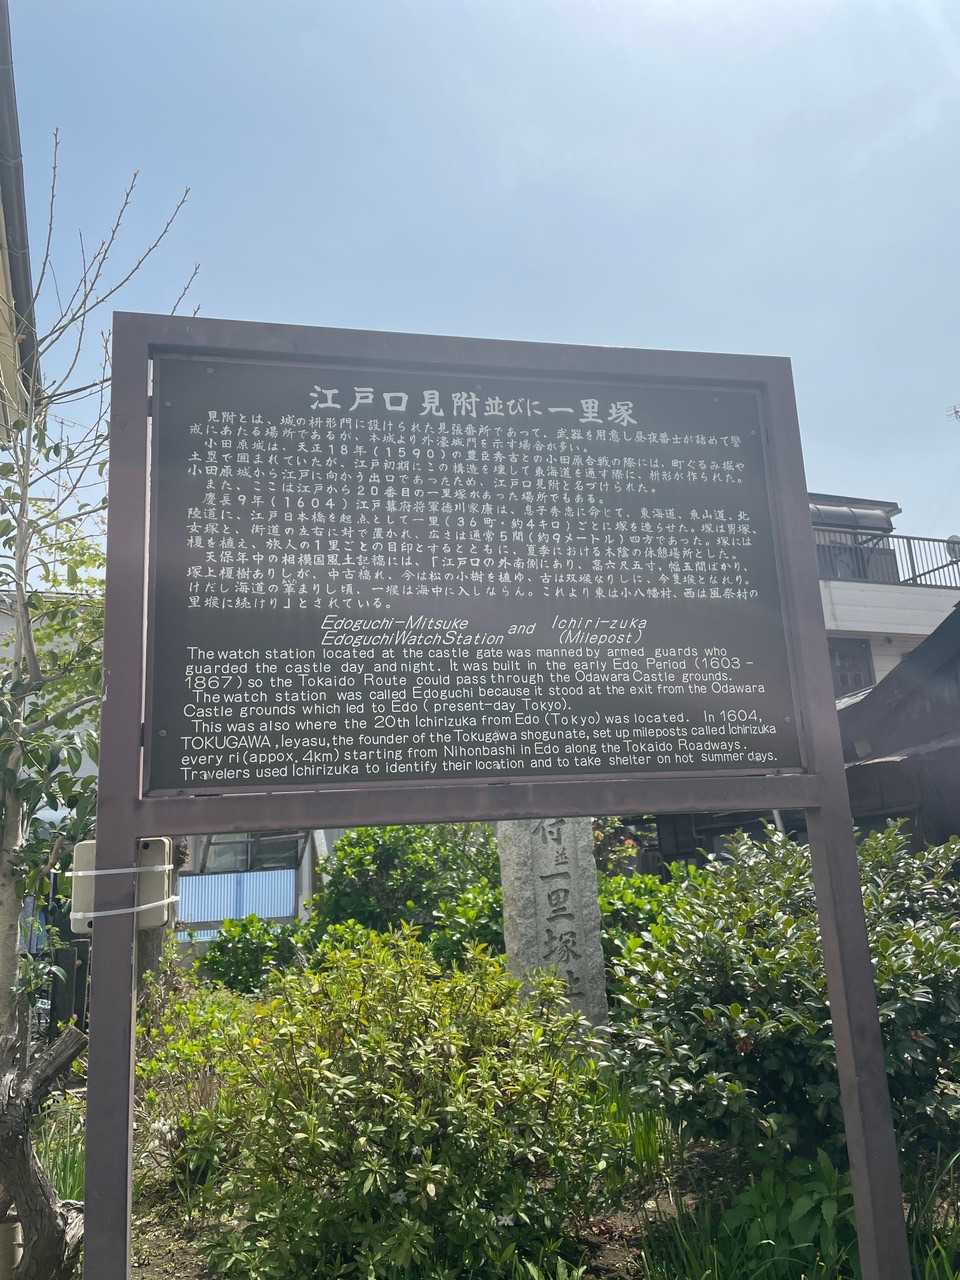 江戸口見附並びに一里塚
見附とは、城の枡形門に設けられた見張番所であって、武器を用意し昼夜番士が詰めて警
戒にあたる場所であるが、本城より外濠城門を示す場合が多い。
小田原城は、天正18年(1590)の豊臣秀吉との小田原合戦の際には、町ぐるみ堀や
土塁で囲まれていたが、江戸初期にこの構造を壊して東海道を通す際に、枡形が作られた。
小田原城から江戸に向かう出口であったため、江戸口見附と名づけられた。
また、ここは江戸から20番目の一里塚があった場所でもある。
慶長9年(1604)江戸幕府将軍徳川家康は、息子秀忠に命じて、東海道、東山道、北
陸道に、江戸日本橋を起点として一里(36町・約4キロ)ごとに塚を造らせた。塚は男塚、
女塚と、街道の左右に対で置かれ、広さは通常5間(約9メートル)四方であった。塚には
榎を植え、旅人の1里ごとの目印とするとともに、夏季における木陰の休憩場所とした。
天保年中の相模国風土記稿には、「江戸口の外南側にあり、高六尺五寸、幅五間ばかり、
塚上榎樹ありしが、中古槁れ、今は松の小樹を植ゆ、古は双堠なりしに、今隻堠となれり。
けだし海道の革まりし頃、一堠は海中に入しならん。これより東は小八幡村、西は風祭村の
里堠に続けり」とされている。
Edoguchi-Mitsuke and Ichiri-zuka
EdoguchiWatchStation (Milepost)
The watch station located at the castle gate was manned by armed guards who
guarded the castle day and night. It was built in the early Edo Period (1603-
1867) so the Tokaido Route could pass through the Odawara Castle grounds.
The watch station was called Edoguchi because it stood at the exit from the Odawara
Castle grounds which led to Edo (present-day Tokyo).
This was also where the 20th Ichirizuka from Edo (Tokyo) was located. In 1604,
TOKUGAWA, Ieyasu, the founder of the Tokugawa shogunate, set up mileposts called Ichirizuka
every ri (appox. 4km) starting from Nihonbashi in Edo along the Tokaido Roadways.
Travelers used Ichirizuka to identify their location and to take shelter on hot summer days.
付並一里塚